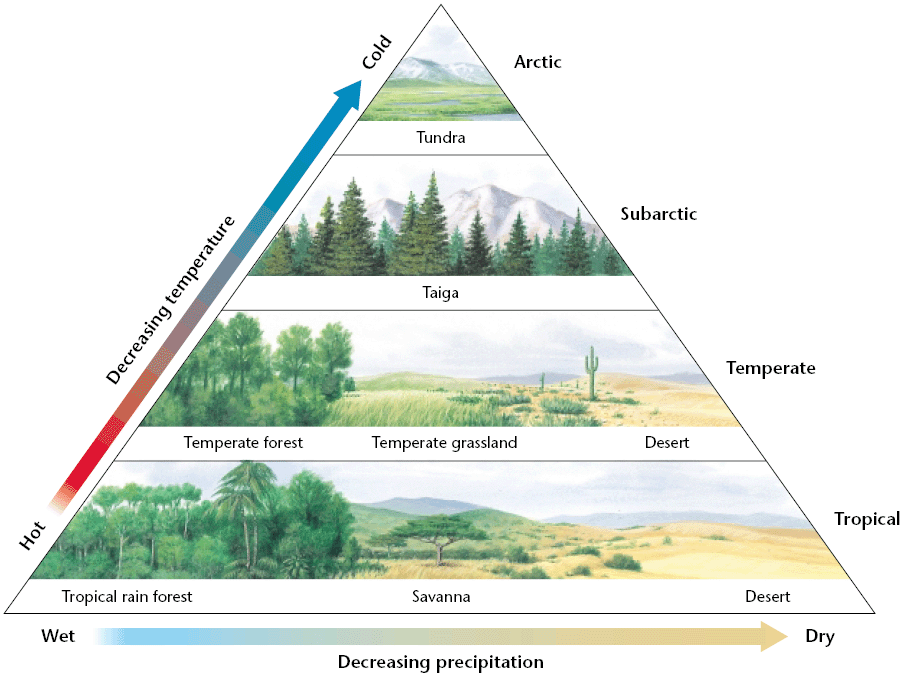 Cold
Arctic
Tundra
Subarctic
Decreasing temperature
Taiga
Temperate
Temperate forest
Temperate grassland
Desert
Hot
Tropical
Tropical rain forest
Savanna
Desert
Wet
Dry
Decreasing precipitation